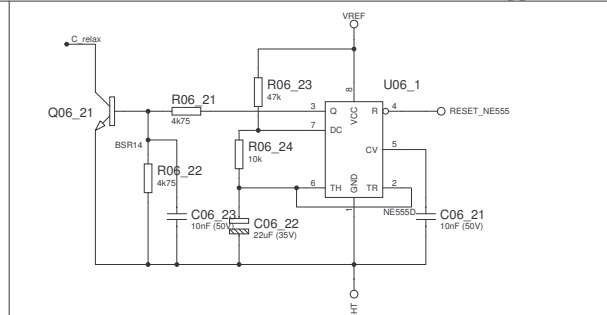 VREF
C_relax
R06_23
47k
8
U06_1
Q06_21
R06_21
4k75
3
Q
VCC
R
4
RESET_NE555
7
DC
BSR14
R06_24
10k
CV
5
R06_22
4k75
6
TH
GND
TR
2
C06_23
10nF (50V)
C06_22
22uF (35V)
1
NE555D
C06_21
10nF (50V)
HT